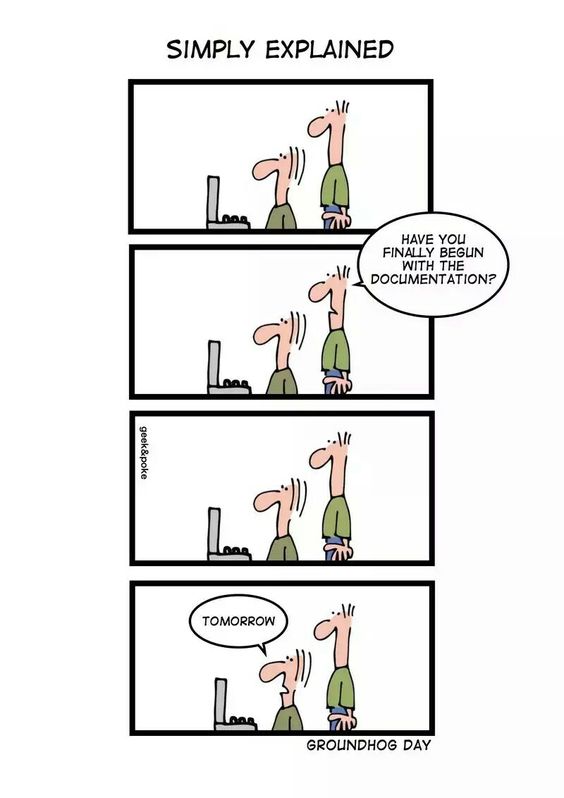 SIMPLY EXPLAINED
HAVE YOU
FINALLY BEGUN
WITH THE
DOCUMENTATION?
geek&poke
TOMORROW
GROUNDHOG DAY